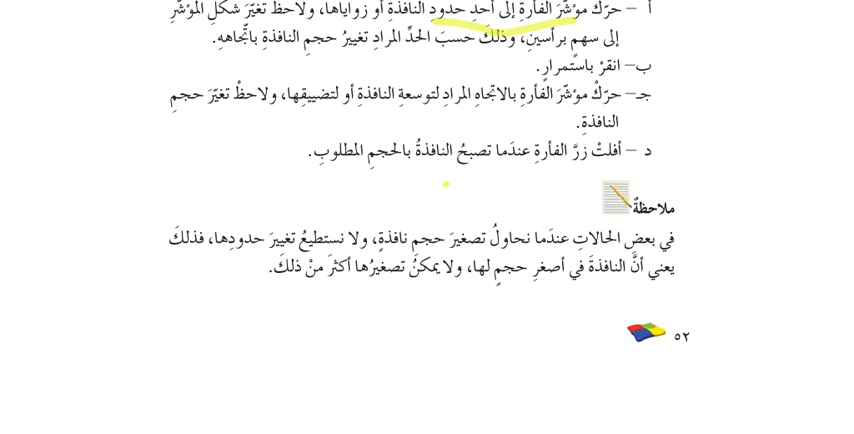 أ – حرّكْ مؤشّرَ الفأرةِ إلى أحدِ حدودِ النافذةِ أو زواياها، ولاحظْ تغيّرَ شكلِ المؤشّرِ
إلى سهمٍ برأسينِ، وذلكَ حسبَ الحدِّ المرادِ تغييرُ حجمِ النافذةِ باتّجاههِ.
ب– انقرْ باستمرارٍ.
جـ– حرّكْ مؤشّرَ الفأرةِ بالاتجاهِ المرادِ لتوسعةِ النافذةِ أو لتضييقِها، ولاحظْ تغيّرَ حجمِ
النافذةِ.
د – أفلتْ زرَّ الفأرةِ عندَما تصبحُ النافذةُ بالحجمِ المطلوبِ.
ملاحظةٌ
في بعضِ الحالاتِ عندَما نحاولُ تصغيرَ حجمِ نافذةٍ، ولا نستطيعُ تغييرَ حدودِها، فذلكَ
يعني أنَّ النافذةَ في أصغرِ حجمٍ لها، ولا يمكنُ تصغيرُها أكثرَ منْ ذلكَ.
٥٢